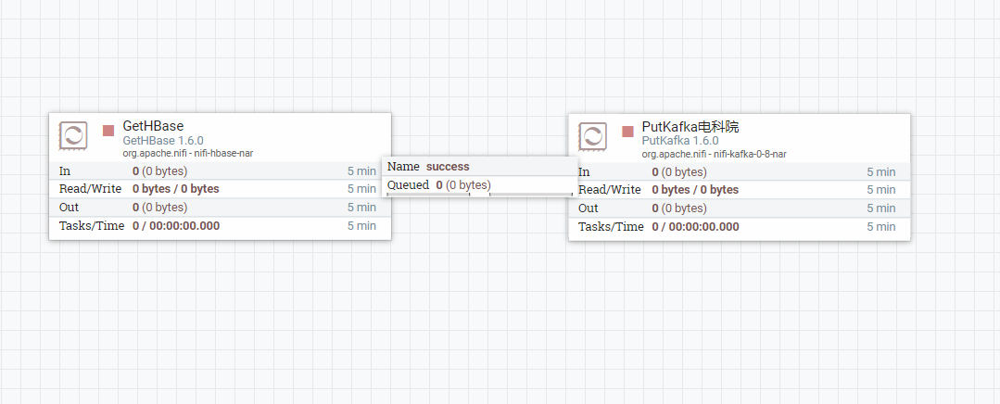 GetHBase
GetHBase 1.6.0
org.apache.nifi - nifi-hbase-nar
In 0 (0 bytes) 5 min
Read/Write 0 bytes / 0 bytes 5 min
Out 0 (0 bytes) 5 min
Tasks/Time 0 / 00:00:00.000 5 min
Name success
Queued 0 (0 bytes)
PutKafka电科院
PutKafka 1.6.0
org.apache.nifi - nifi-kafka-0-8-nar
In 0 (0 bytes) 5 min
Read/Write 0 bytes / 0 bytes 5 min
Out 0 (0 bytes) 5 min
Tasks/Time 0 / 00:00:00.000 5 min